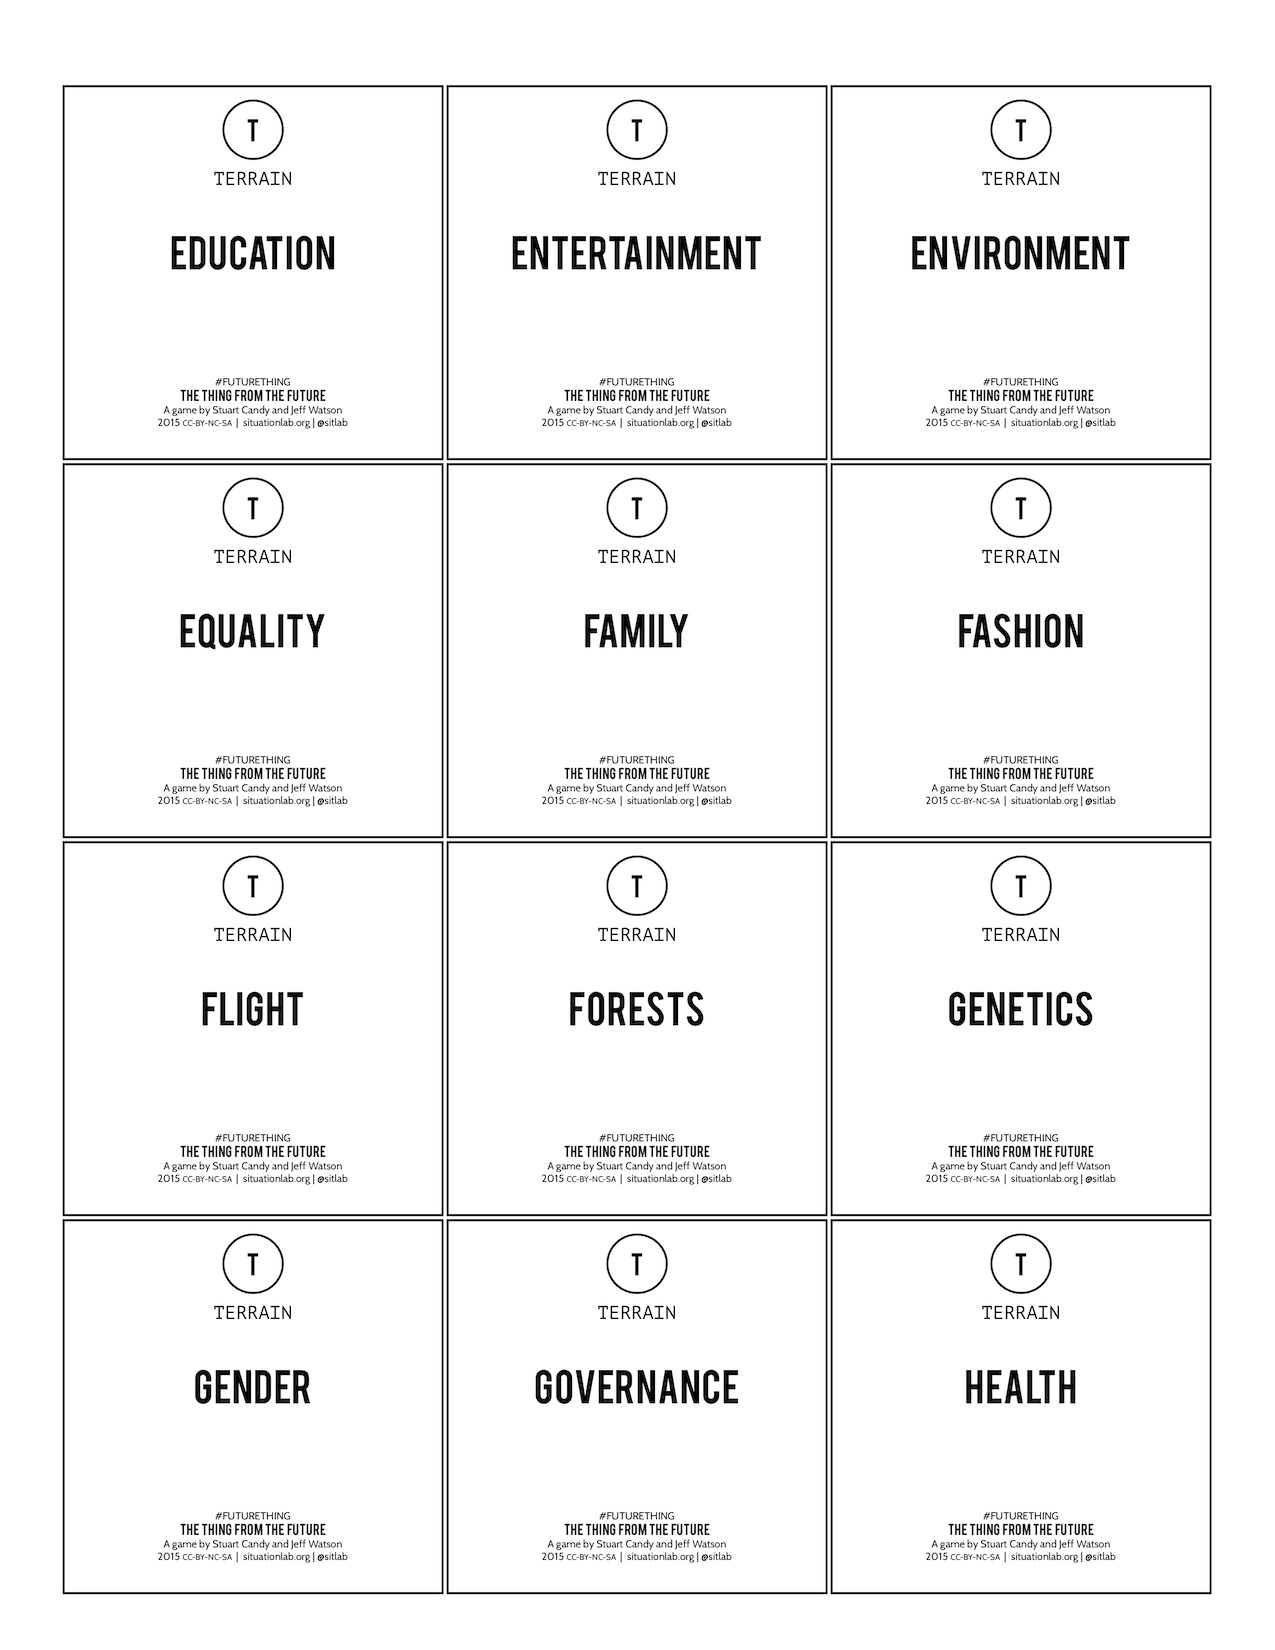 T
TERRAIN
EDUCATION
#FUTURETHING
THE THING FROM THE FUTURE
A game by Stuart Candy and Jeff Watson
2015 CC-BY-NC-SA | situationlab.org | @sitlab
T
TERRAIN
ENTERTAINMENT
#FUTURETHING
THE THING FROM THE FUTURE
A game by Stuart Candy and Jeff Watson
2015 CC-BY-NC-SA | situationlab.org | @sitlab
T
TERRAIN
ENVIRONMENT
#FUTURETHING
THE THING FROM THE FUTURE
A game by Stuart Candy and Jeff Watson
2015 CC-BY-NC-SA | situationlab.org | @sitlab
T
TERRAIN
EQUALITY
#FUTURETHING
THE THING FROM THE FUTURE
A game by Stuart Candy and Jeff Watson
2015 CC-BY-NC-SA | situationlab.org | @sitlab
T
TERRAIN
FAMILY
#FUTURETHING
THE THING FROM THE FUTURE
A game by Stuart Candy and Jeff Watson
2015 CC-BY-NC-SA | situationlab.org | @sitlab
T
TERRAIN
FASHION
#FUTURETHING
THE THING FROM THE FUTURE
A game by Stuart Candy and Jeff Watson
2015 CC-BY-NC-SA | situationlab.org | @sitlab
T
TERRAIN
FLIGHT
#FUTURETHING
THE THING FROM THE FUTURE
A game by Stuart Candy and Jeff Watson
2015 CC-BY-NC-SA | situationlab.org | @sitlab
T
TERRAIN
FORESTS
#FUTURETHING
THE THING FROM THE FUTURE
A game by Stuart Candy and Jeff Watson
2015 CC-BY-NC-SA | situationlab.org | @sitlab
T
TERRAIN
GENETICS
#FUTURETHING
THE THING FROM THE FUTURE
A game by Stuart Candy and Jeff Watson
2015 CC-BY-NC-SA | situationlab.org | @sitlab
T
TERRAIN
GENDER
#FUTURETHING
THE THING FROM THE FUTURE
A game by Stuart Candy and Jeff Watson
2015 CC-BY-NC-SA | situationlab.org | @sitlab
T
TERRAIN
GOVERNANCE
#FUTURETHING
THE THING FROM THE FUTURE
A game by Stuart Candy and Jeff Watson
2015 CC-BY-NC-SA | situationlab.org | @sitlab
T
TERRAIN
HEALTH
#FUTURETHING
THE THING FROM THE FUTURE
A game by Stuart Candy and Jeff Watson
2015 CC-BY-NC-SA | situationlab.org | @sitlab